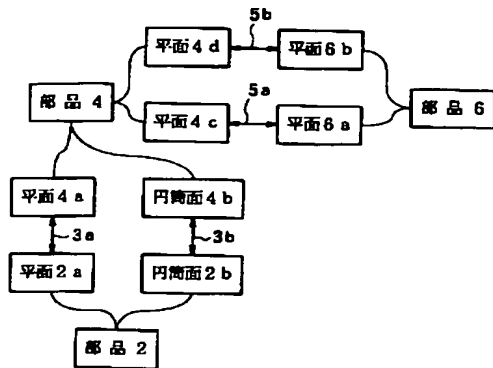 5b
平面4d
平面6b
部品4
5a
部品6
平面4c
平面6a
平面4a
円筒面4b
3a
3b
平面2a
円筒面2b
部品2